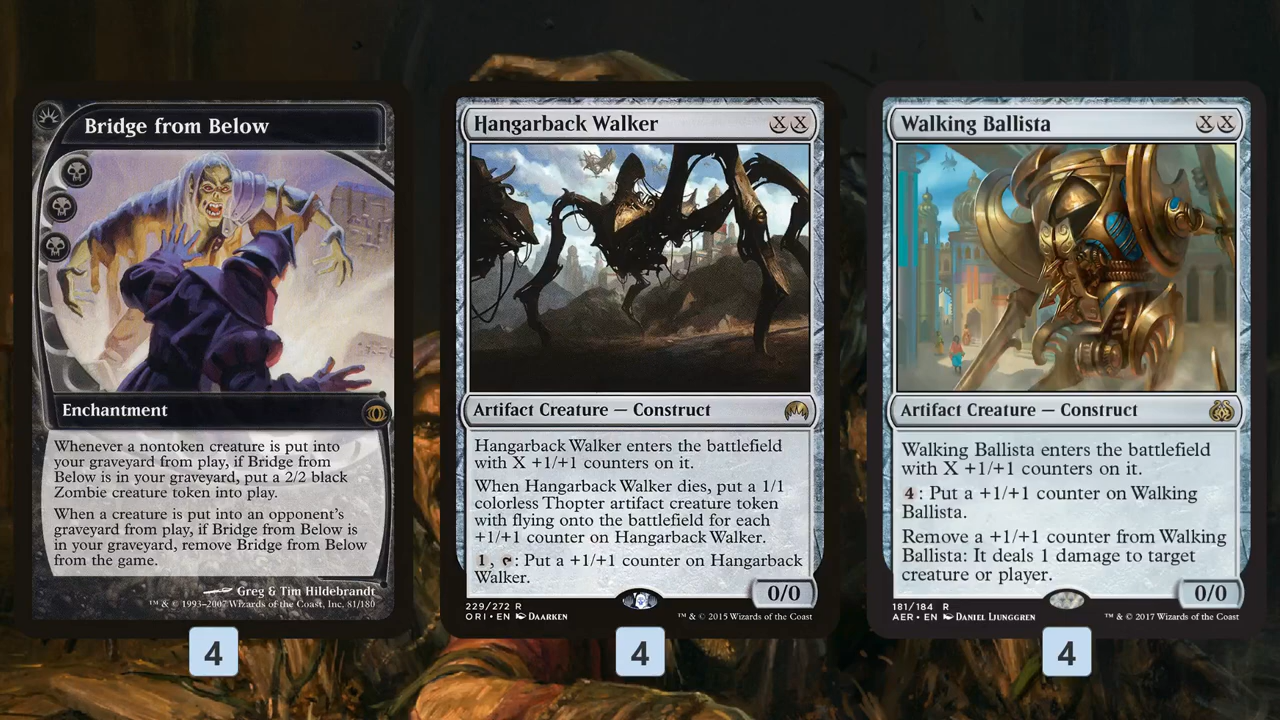 Bridge from Below
Enchantment
Whenever a nontoken creature is put into
your graveyard from play, if Bridge from
Below is in your graveyard, put a 2/2 black
Zombie creature token into play.
When a creature is put into an opponent's
graveyard from play, if Bridge from Below is
in your graveyard, remove Bridge from Below
from the game.
Greg & Tim Hildebrandt
™ & © 1993–2007 Wizards of the Coast, Inc. 81/180
4
Hangarback Walker XX
Artifact Creature — Construct
Hangarback Walker enters the battlefield
with X +1/+1 counters on it.
When Hangarback Walker dies, put a 1/1
colorless Thopter artifact creature token
with flying onto the battlefield for each
+1/+1 counter on Hangarback Walker.
1, : Put a +1/+1 counter on Hangarback
Walker.
0/0
229/272 R
ORI • EN Daarken
™ & © 2015 Wizards of the Coast
4
Walking Ballista XX
Artifact Creature — Construct
Walking Ballista enters the battlefield
with X +1/+1 counters on it.
4: Put a +1/+1 counter on Walking
Ballista.
Remove a +1/+1 counter from Walking
Ballista: It deals 1 damage to target
creature or player.
0/0
181/184 R
AER • EN Daniel Ljunggren
™ & © 2017 Wizards of the Coast
4